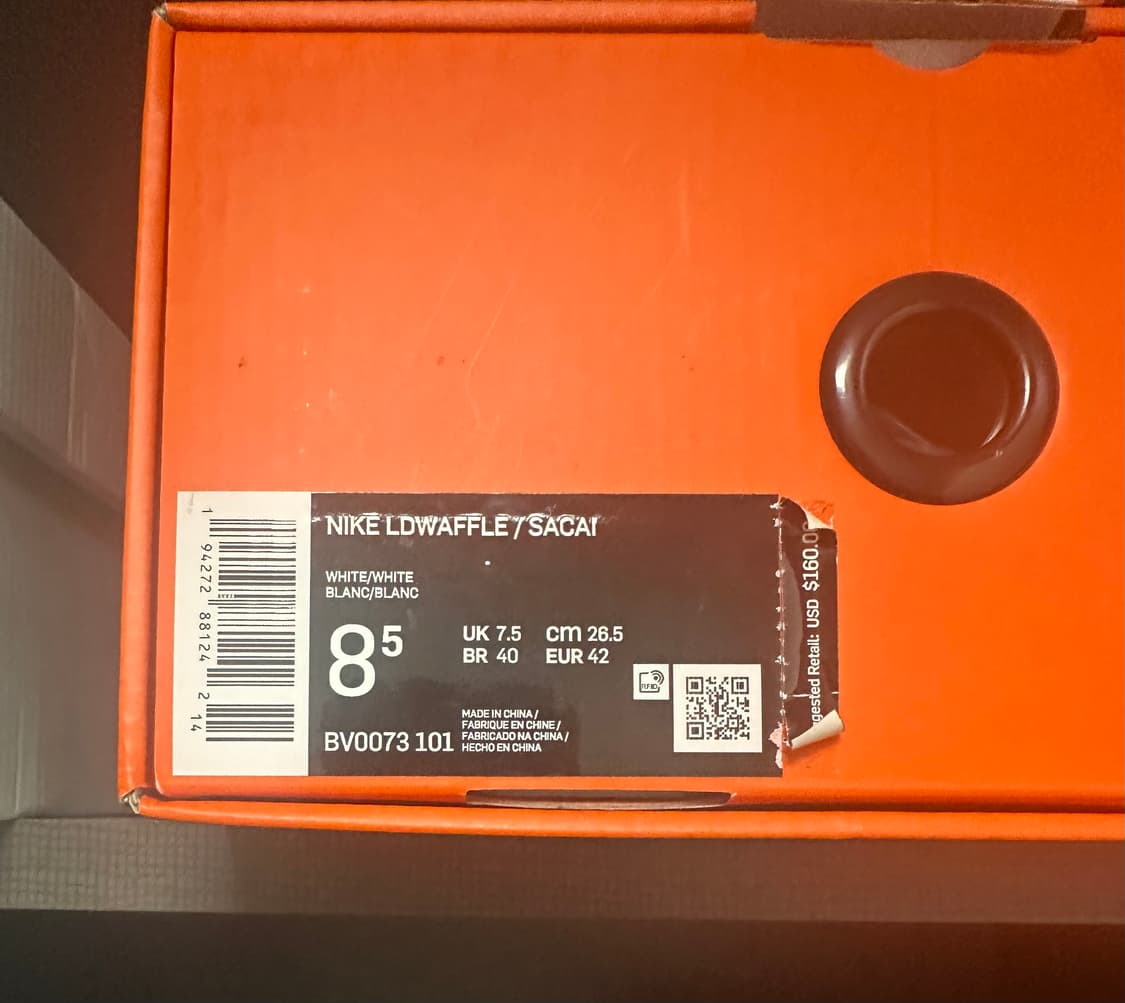 NIKE LDWAFFLE / SACAI
WHITE/WHITE
BLANC/BLANC
8 5
UK 7.5 cm 26.5
BR 40 EUR 42
RFID
BV0073 101
MADE IN CHINA /
FABRIQUE EN CHINE /
FABRICADO NA CHINA /
HECHO EN CHINA
1 94272 88124 2 14
gested Retail: USD $160.00